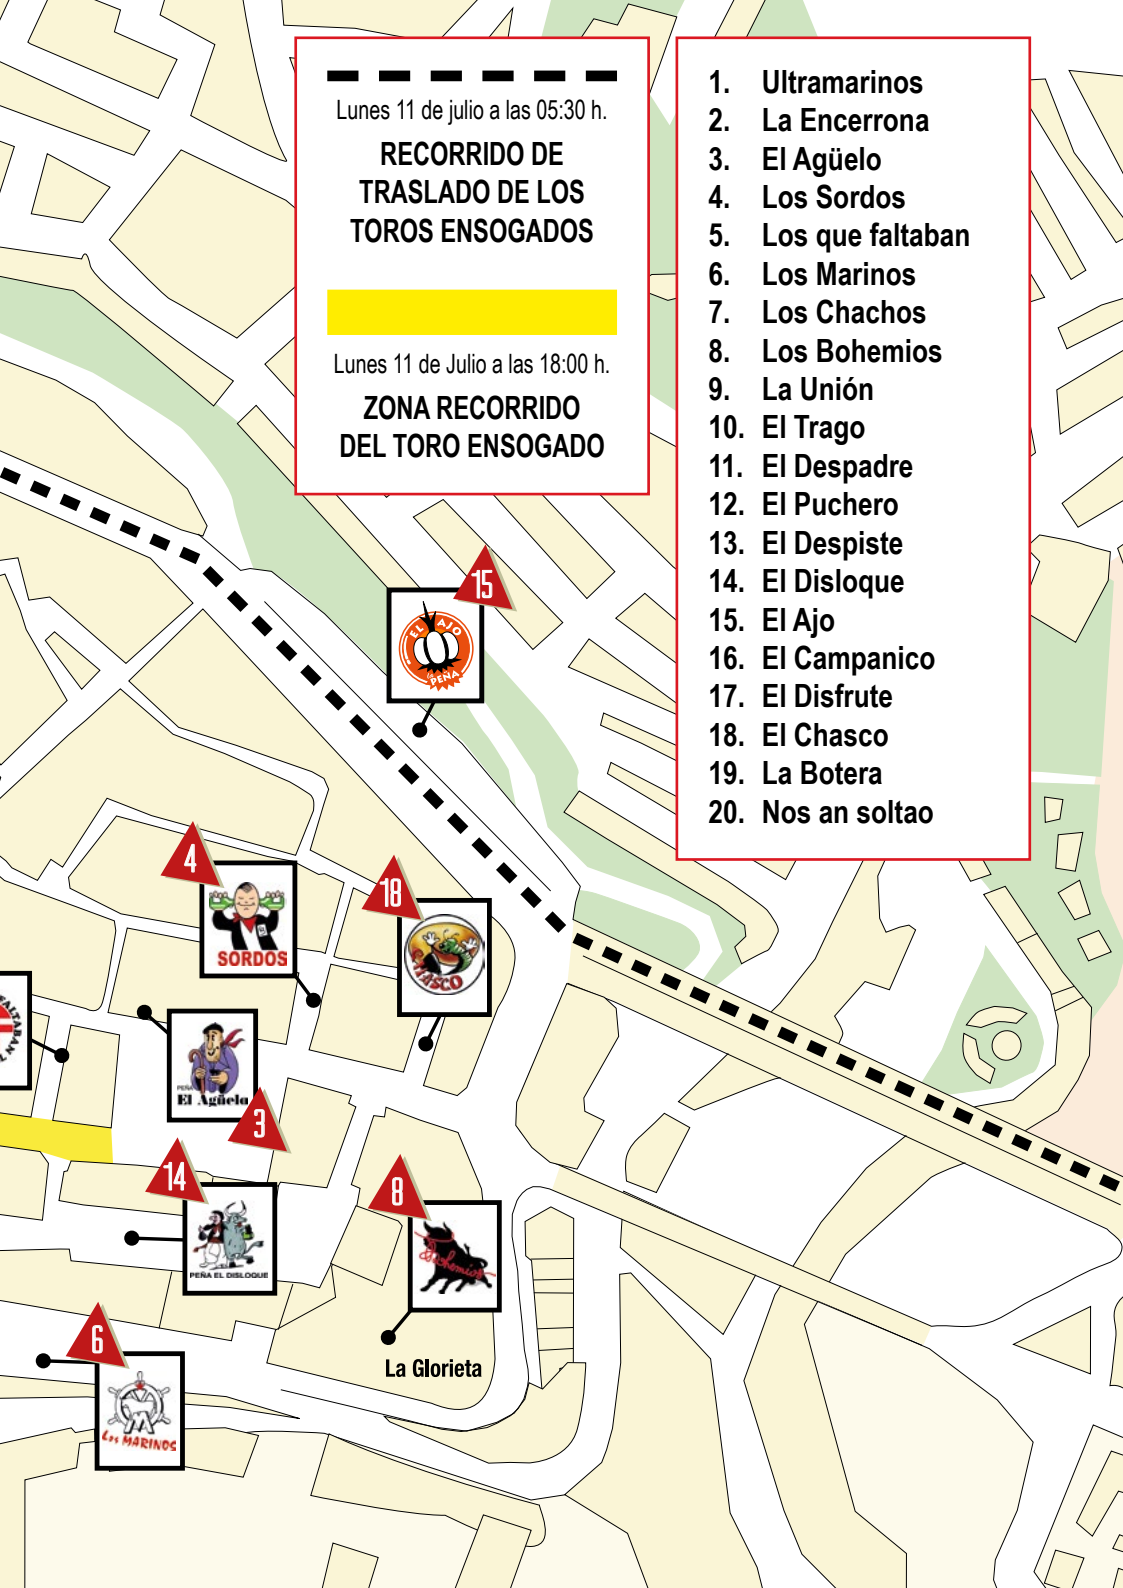 Lunes 11 de julio a las 05:30 h.
RECORRIDO DE
TRASLADO DE LOS
TOROS ENSOGADOS
Lunes 11 de Julio a las 18:00 h.
ZONA RECORRIDO
DEL TORO ENSOGADO
1. Ultramarinos
2. La Encerrona
3. El Agüelo
4. Los Sordos
5. Los que faltaban
6. Los Marinos
7. Los Chachos
8. Los Bohemios
9. La Unión
10. El Trago
11. El Despadre
12. El Puchero
13. El Despiste
14. El Disloque
15. El Ajo
16. El Campanico
17. El Disfrute
18. El Chasco
19. La Botera
20. Nos an soltao
15
EL AJO
la PEÑA
4
SORDOS
18
CHASCO
FALTABAN
PEÑA
El Agüelo
3
14
PEÑA EL DISLOQUE
8
Bohemios
La Glorieta
6
Los MARINOS